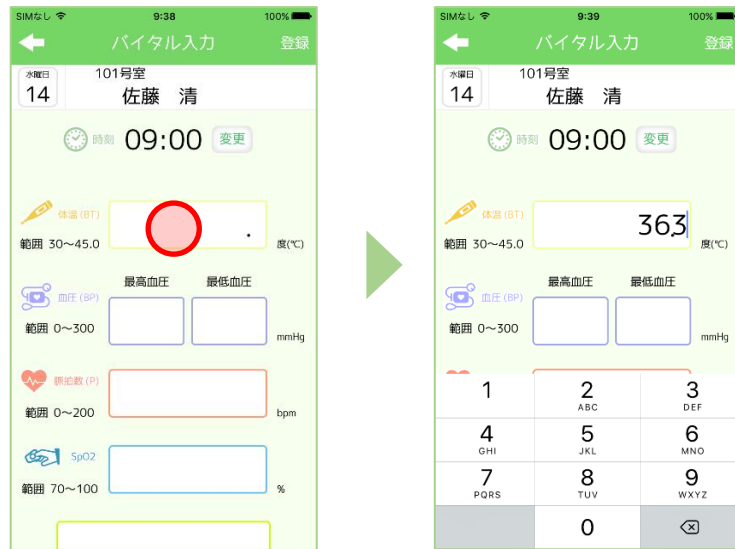 SIMなし 9:38 100%
バイタル入力 登録
水曜日
14
101号室
佐藤 清
時刻 09:00 変更
体温 (BT)
.
範囲 30～45.0 度(℃)
最高血圧 最低血圧
血圧 (BP)
範囲 0～300 mmHg
脈拍数 (P)
範囲 0～200 bpm
SpO2
範囲 70～100 %
SIMなし 9:39 100%
バイタル入力 登録
水曜日
14
101号室
佐藤 清
時刻 09:00 変更
体温 (BT)
36.3
範囲 30～45.0 度(℃)
最高血圧 最低血圧
血圧 (BP)
範囲 0～300 mmHg
1 2 3
ABC DEF
4 5 6
GHI JKL MNO
7 8 9
PQRS TUV WXYZ
0